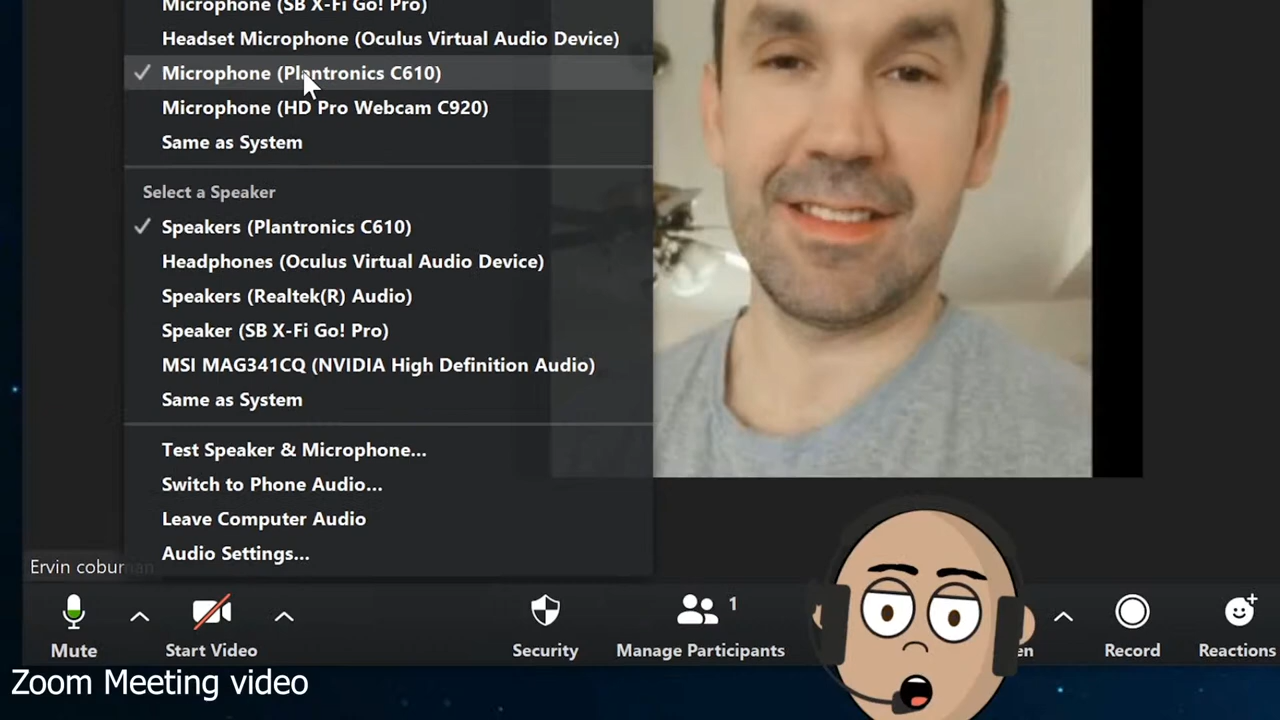 Microphone (SB X-Fi Go! Pro)
Headset Microphone (Oculus Virtual Audio Device)
Microphone (Plantronics C610)
Microphone (HD Pro Webcam C920)
Same as System
Select a Speaker
Speakers (Plantronics C610)
Headphones (Oculus Virtual Audio Device)
Speakers (Realtek(R) Audio)
Speaker (SB X-Fi Go! Pro)
MSI MAG341CQ (NVIDIA High Definition Audio)
Same as System
Test Speaker & Microphone...
Switch to Phone Audio...
Leave Computer Audio
Audio Settings...
Ervin coburnan
1
Mute
Start Video
Security
Manage Participants
en
Record
Reactions
Zoom Meeting video